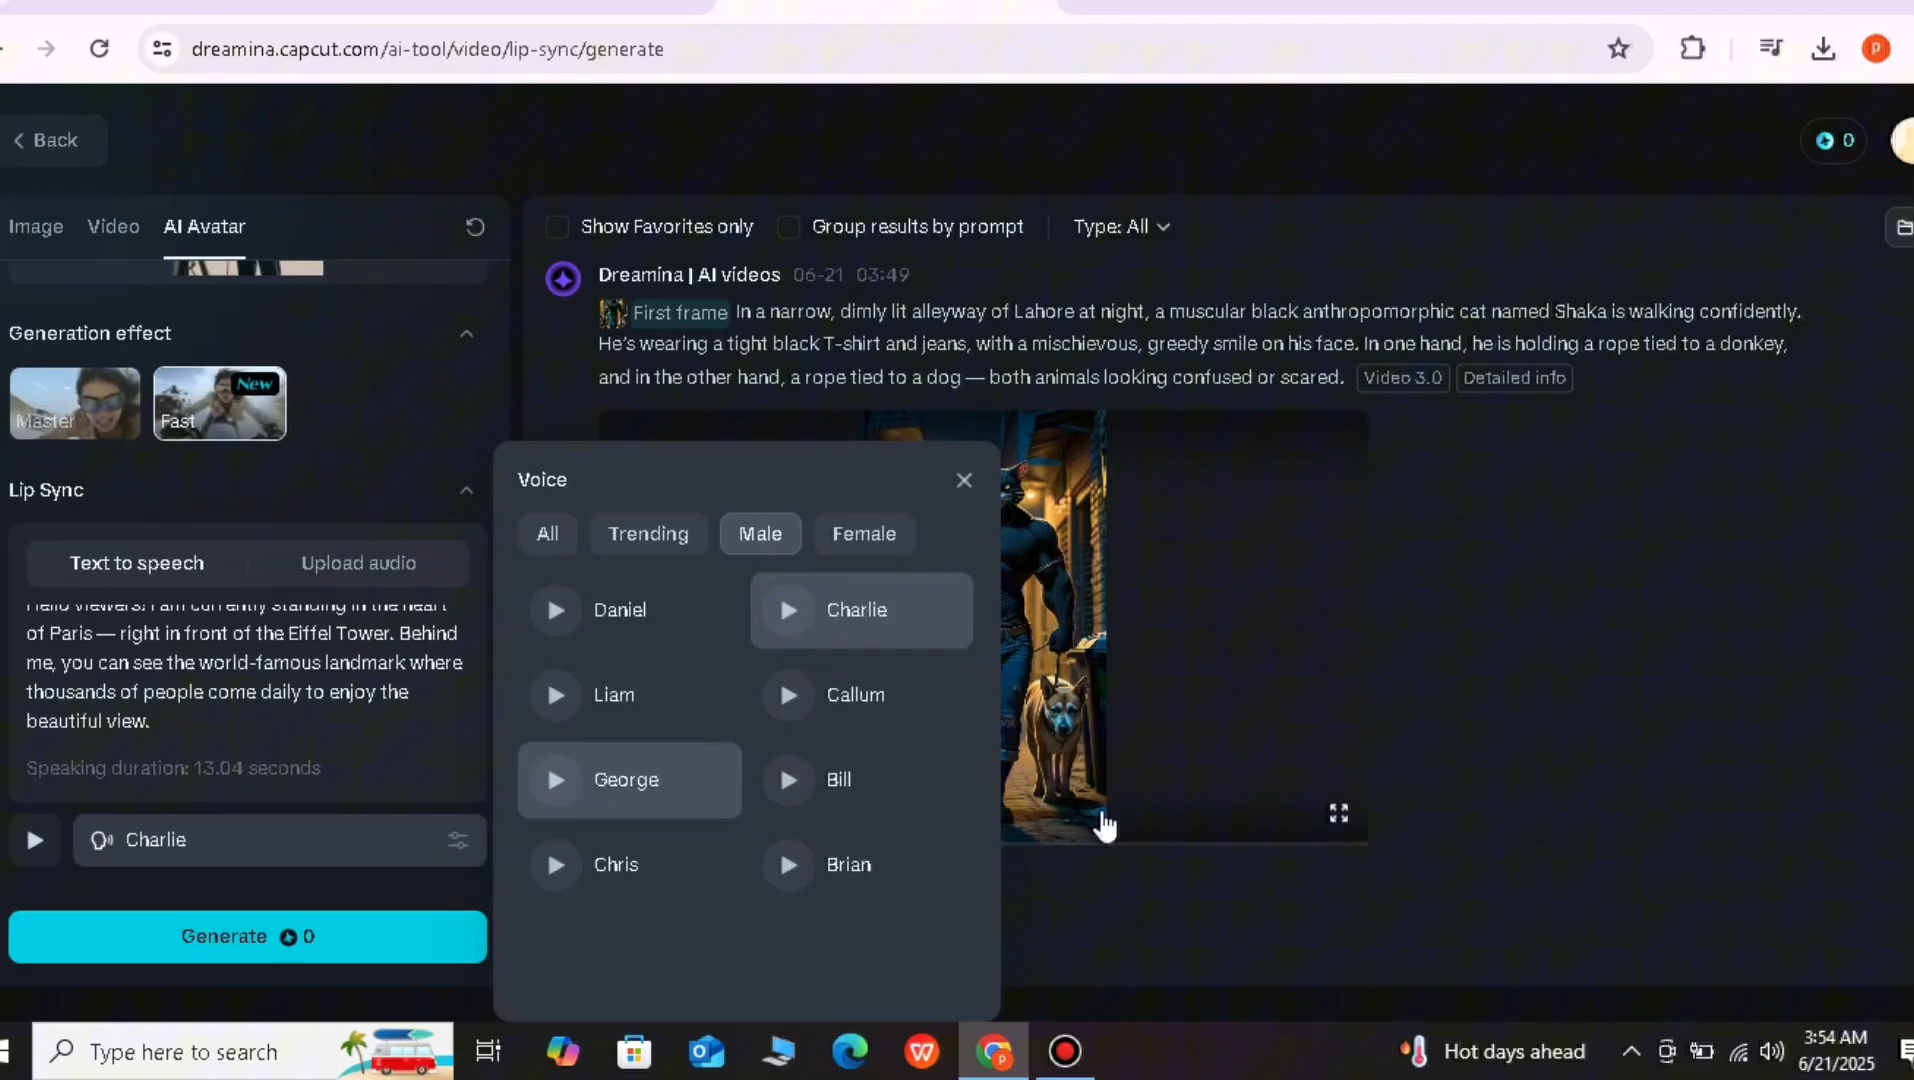 dreamina.capcut.com/ai-tool/video/lip-sync/generate
P
Back
0
Image Video AI Avatar
Show Favorites only Group results by prompt Type: All
Dreamina | AI videos 06-21 03:49
First frame In a narrow, dimly lit alleyway of Lahore at night, a muscular black anthropomorphic cat named Shaka is walking confidently.
He's wearing a tight black T-shirt and jeans, with a mischievous, greedy smile on his face. In one hand, he is holding a rope tied to a donkey,
and in the other hand, a rope tied to a dog — both animals looking confused or scared. Video 3.0 Detailed info
Generation effect
New
Master Fast
Lip Sync
Text to speech Upload audio
Hello viewers! I am currently standing in the heart
of Paris — right in front of the Eiffel Tower. Behind
me, you can see the world-famous landmark where
thousands of people come daily to enjoy the
beautiful view.
Speaking duration: 13.04 seconds
Charlie
Generate 0
Voice
All Trending Male Female
Daniel Charlie
Liam Callum
George Bill
Chris Brian
Type here to search
Hot days ahead
3:54 AM
6/21/2025